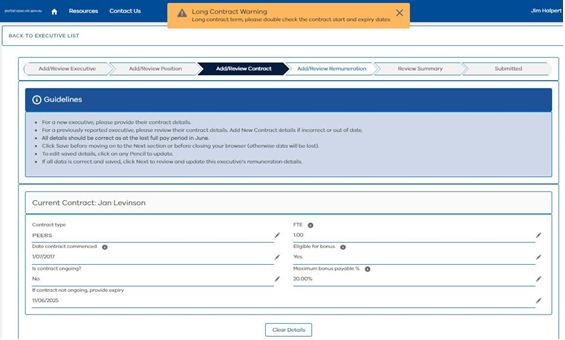 portal.vpsc.vic.gov.au Resources Contact Us Jim Halpert
Long Contract Warning
Long contract term, please double check the contract start and expiry dates
BACK TO EXECUTIVE LIST
Add/Review Executive Add/Review Position Add/Review Contract Add/Review Remuneration Review Summary Submitted
Guidelines
For a new executive, please provide their contract details.
For a previously reported executive, please review their contract details. Add New Contract details if incorrect or out of date.
All details should be correct as at the last full pay period in June.
Click Save before moving on to the Next section or before closing your browser (otherwise data will be lost).
To edit saved details, click on any Pencil to update.
If all data is correct and saved, click Next to review and update this executive's remuneration details.
Current Contract: Jan Levinson
Contract type FTE
PEERS 1.00
Date contract commenced Eligible for bonus
1/07/2017 Yes
Is contract ongoing? Maximum bonus payable %
No 20.00%
If contract not ongoing, provide expiry
11/06/2025
Clear Details